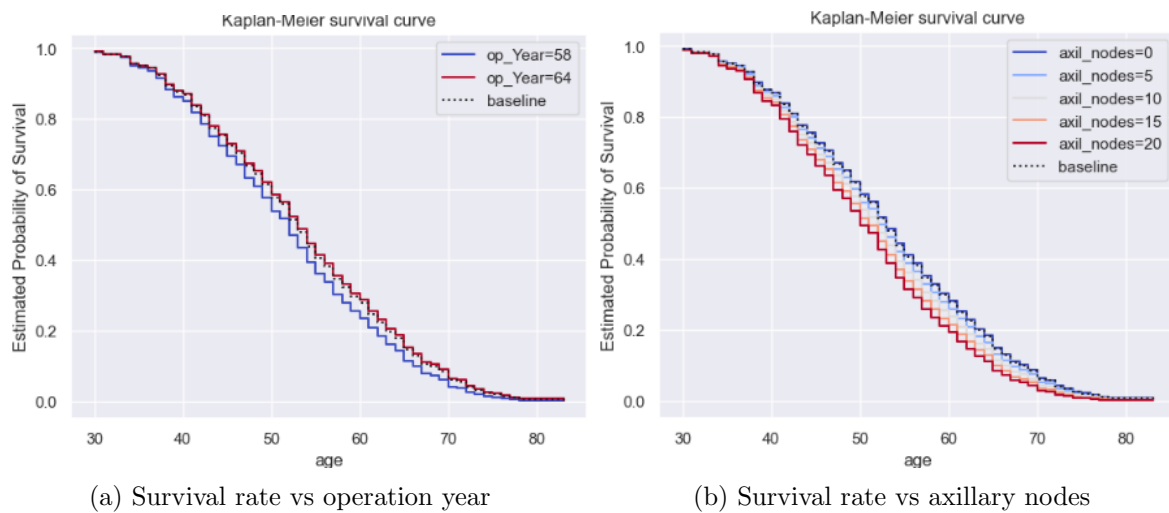 Kaplan-Meier survival curve
Estimated Probability of Survival
1.0
0.8
0.6
0.4
0.2
0.0
op_Year=58
op_Year=64
baseline
30 40 50 60 70 80
age
(a) Survival rate vs operation year
Kaplan-Meier survival curve
Estimated Probability of Survival
1.0
0.8
0.6
0.4
0.2
0.0
axil_nodes=0
axil_nodes=5
axil_nodes=10
axil_nodes=15
axil_nodes=20
baseline
30 40 50 60 70 80
age
(b) Survival rate vs axillary nodes